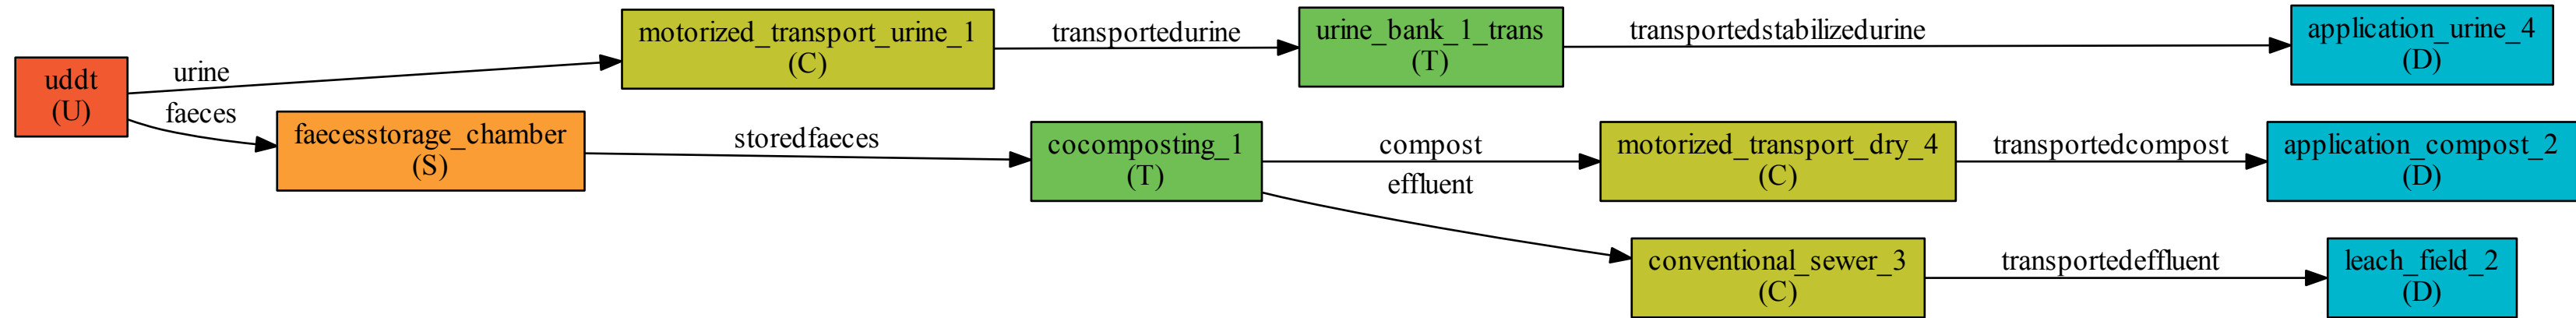 uddt
(U)
urine
faeces
motorized_transport_urine_1
(C)
transportedurine
urine_bank_1_trans
(T)
transportedstabilizedurine
application_urine_4
(D)
faecesstorage_chamber
(S)
storedfaeces
cocomposting_1
(T)
compost
effluent
motorized_transport_dry_4
(C)
transportedcompost
application_compost_2
(D)
conventional_sewer_3
(C)
transportedeffluent
leach_field_2
(D)